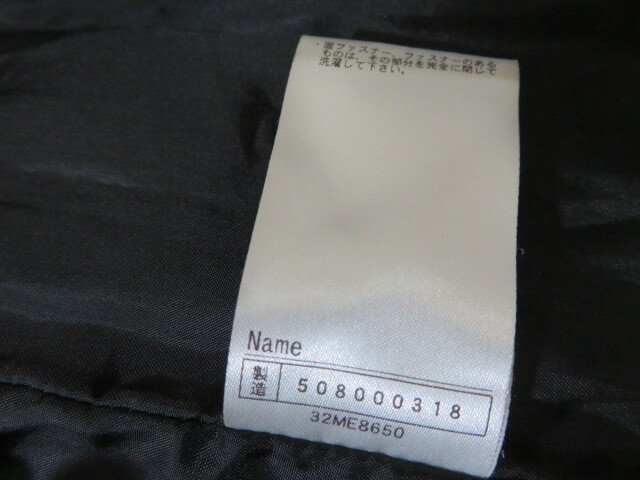 ・面ファスナー、ファスナーのある
ものは、その部分を完全に閉じて
洗濯して下さい。
Name
製造 508000318
32ME8650